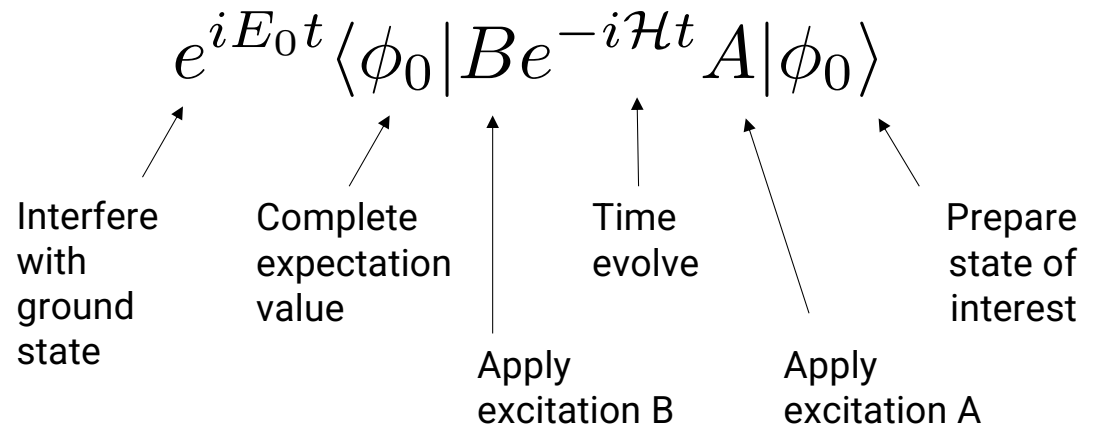 e^{iE_0t}⟨ϕ_0|Be^{-iℋt}A|ϕ_0⟩
Interfere
with
ground
state
Complete
expectation
value
Apply
excitation B
Time
evolve
Apply
excitation A
Prepare
state of
interest